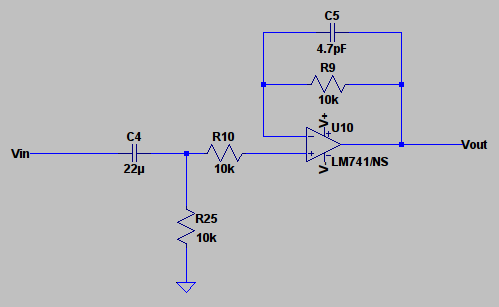 C5
4.7pF
R9
10k
V+
U10
LM741/NS
V-
C4
22µ
R10
10k
Vin
Vout
R25
10k